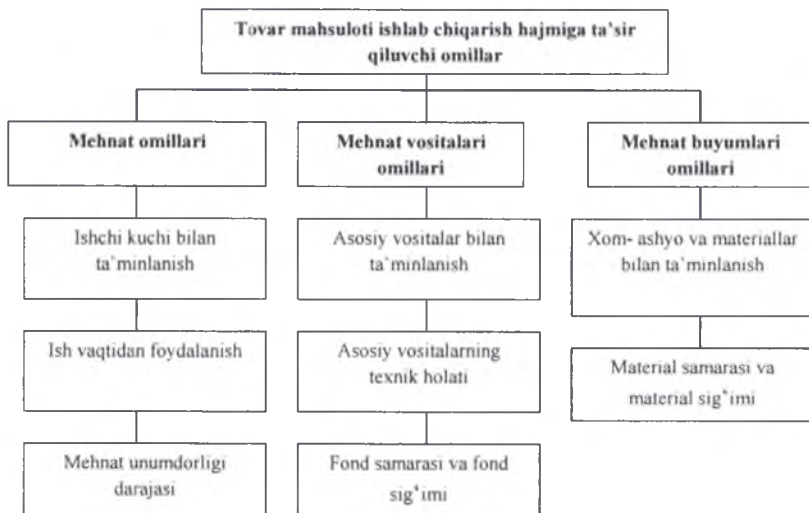 Tovar mahsuloti ishlab chiqarish hajmiga ta'sir
qiluvchi omillar
Mehnat omillari
Mehnat vositalari
omillari
Mehnat buyumlari
omillari
Ishchi kuchi bilan
ta`minlanish
Asosiy vositalar bilan
ta`minlanish
Xom- ashyo va materiallar
bilan ta`minlanish
Ish vaqtidan foydalanish
Asosiy vositalarning
texnik holati
Material samarasi va
material sig‘imi
Mehnat unumdorligi
darajasi
Fond samarasi va fond
sig‘imi